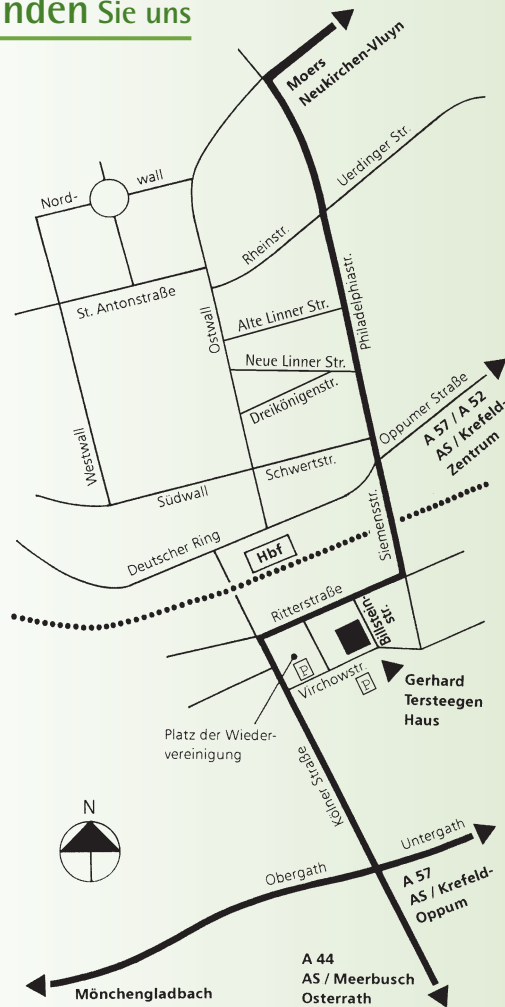 nden Sie uns
Moers
Neukirchen-Vluyn
Uerdinger Str.
Nord-
wall
Rheinstr.
St. Antonstraße
Ostwall
Alte Linner Str.
Philadelphiastr.
Neue Linner Str.
Dreikönigenstr.
Oppumer Straße
A 57 / A 52
AS / Krefeld-
Zentrum
Westwall
Südwall
Schwertstr.
Siemensstr.
Deutscher Ring
Hbf
Ritterstraße
Billstein-
str.
P
Virchowstr.
P
Gerhard
Tersteegen
Haus
Platz der Wieder-
vereinigung
Kölner Straße
N
Untergath
Obergath
A 57
AS / Krefeld-
Oppum
A 44
AS / Meerbusch
Osterrath
Mönchengladbach